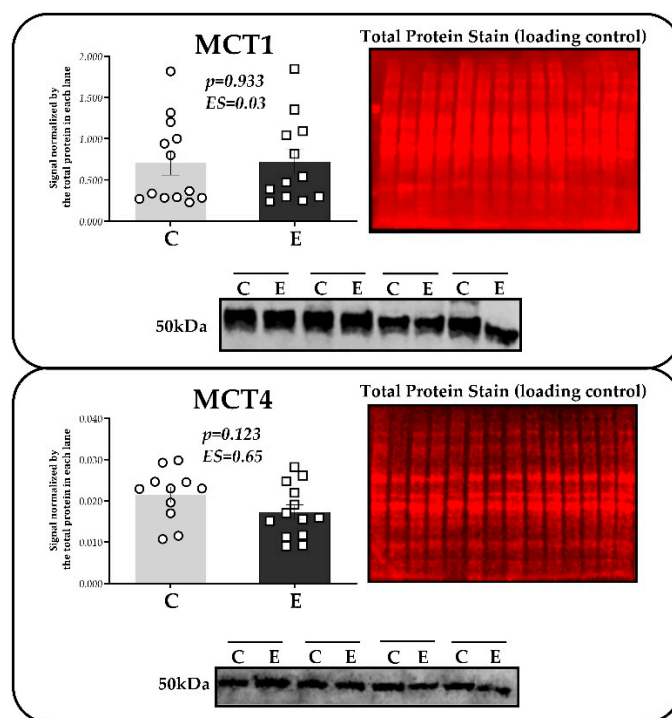 MCT1
Total Protein Stain (loading control)
Signal normalized by
the total protein in each lane
2.000
1.500
1.000
0.500
0.000
p=0.933
ES=0.03
C E
C E C E C E C E
50kDa
MCT4
Total Protein Stain (loading control)
Signal normalized by
the total protein in each lane
0.040
0.030
0.020
0.010
0.000
p=0.123
ES=0.65
C E
C E C E C E C E
50kDa